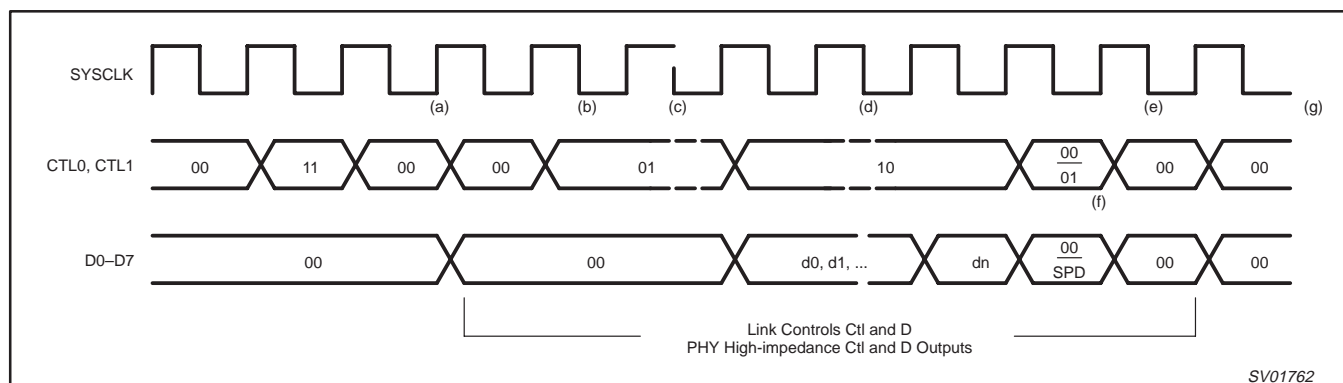 SYSCLK
(a) (b) (c) (d) (e) (g)
CTL0, CTL1 00 11 00 00 01 10 00 00 00
01
(f)
D0–D7 00 00 d0, d1, ... dn 00 00 00
SPD
Link Controls Ctl and D
PHY High-impedance Ctl and D Outputs
SV01762